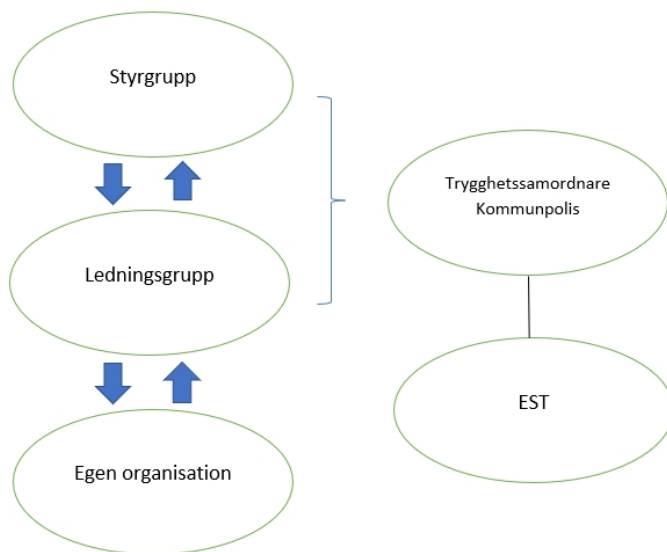 Styrgrupp
Ledningsgrupp
Egen organisation
Trygghetssamordnare
Kommunpolis
EST